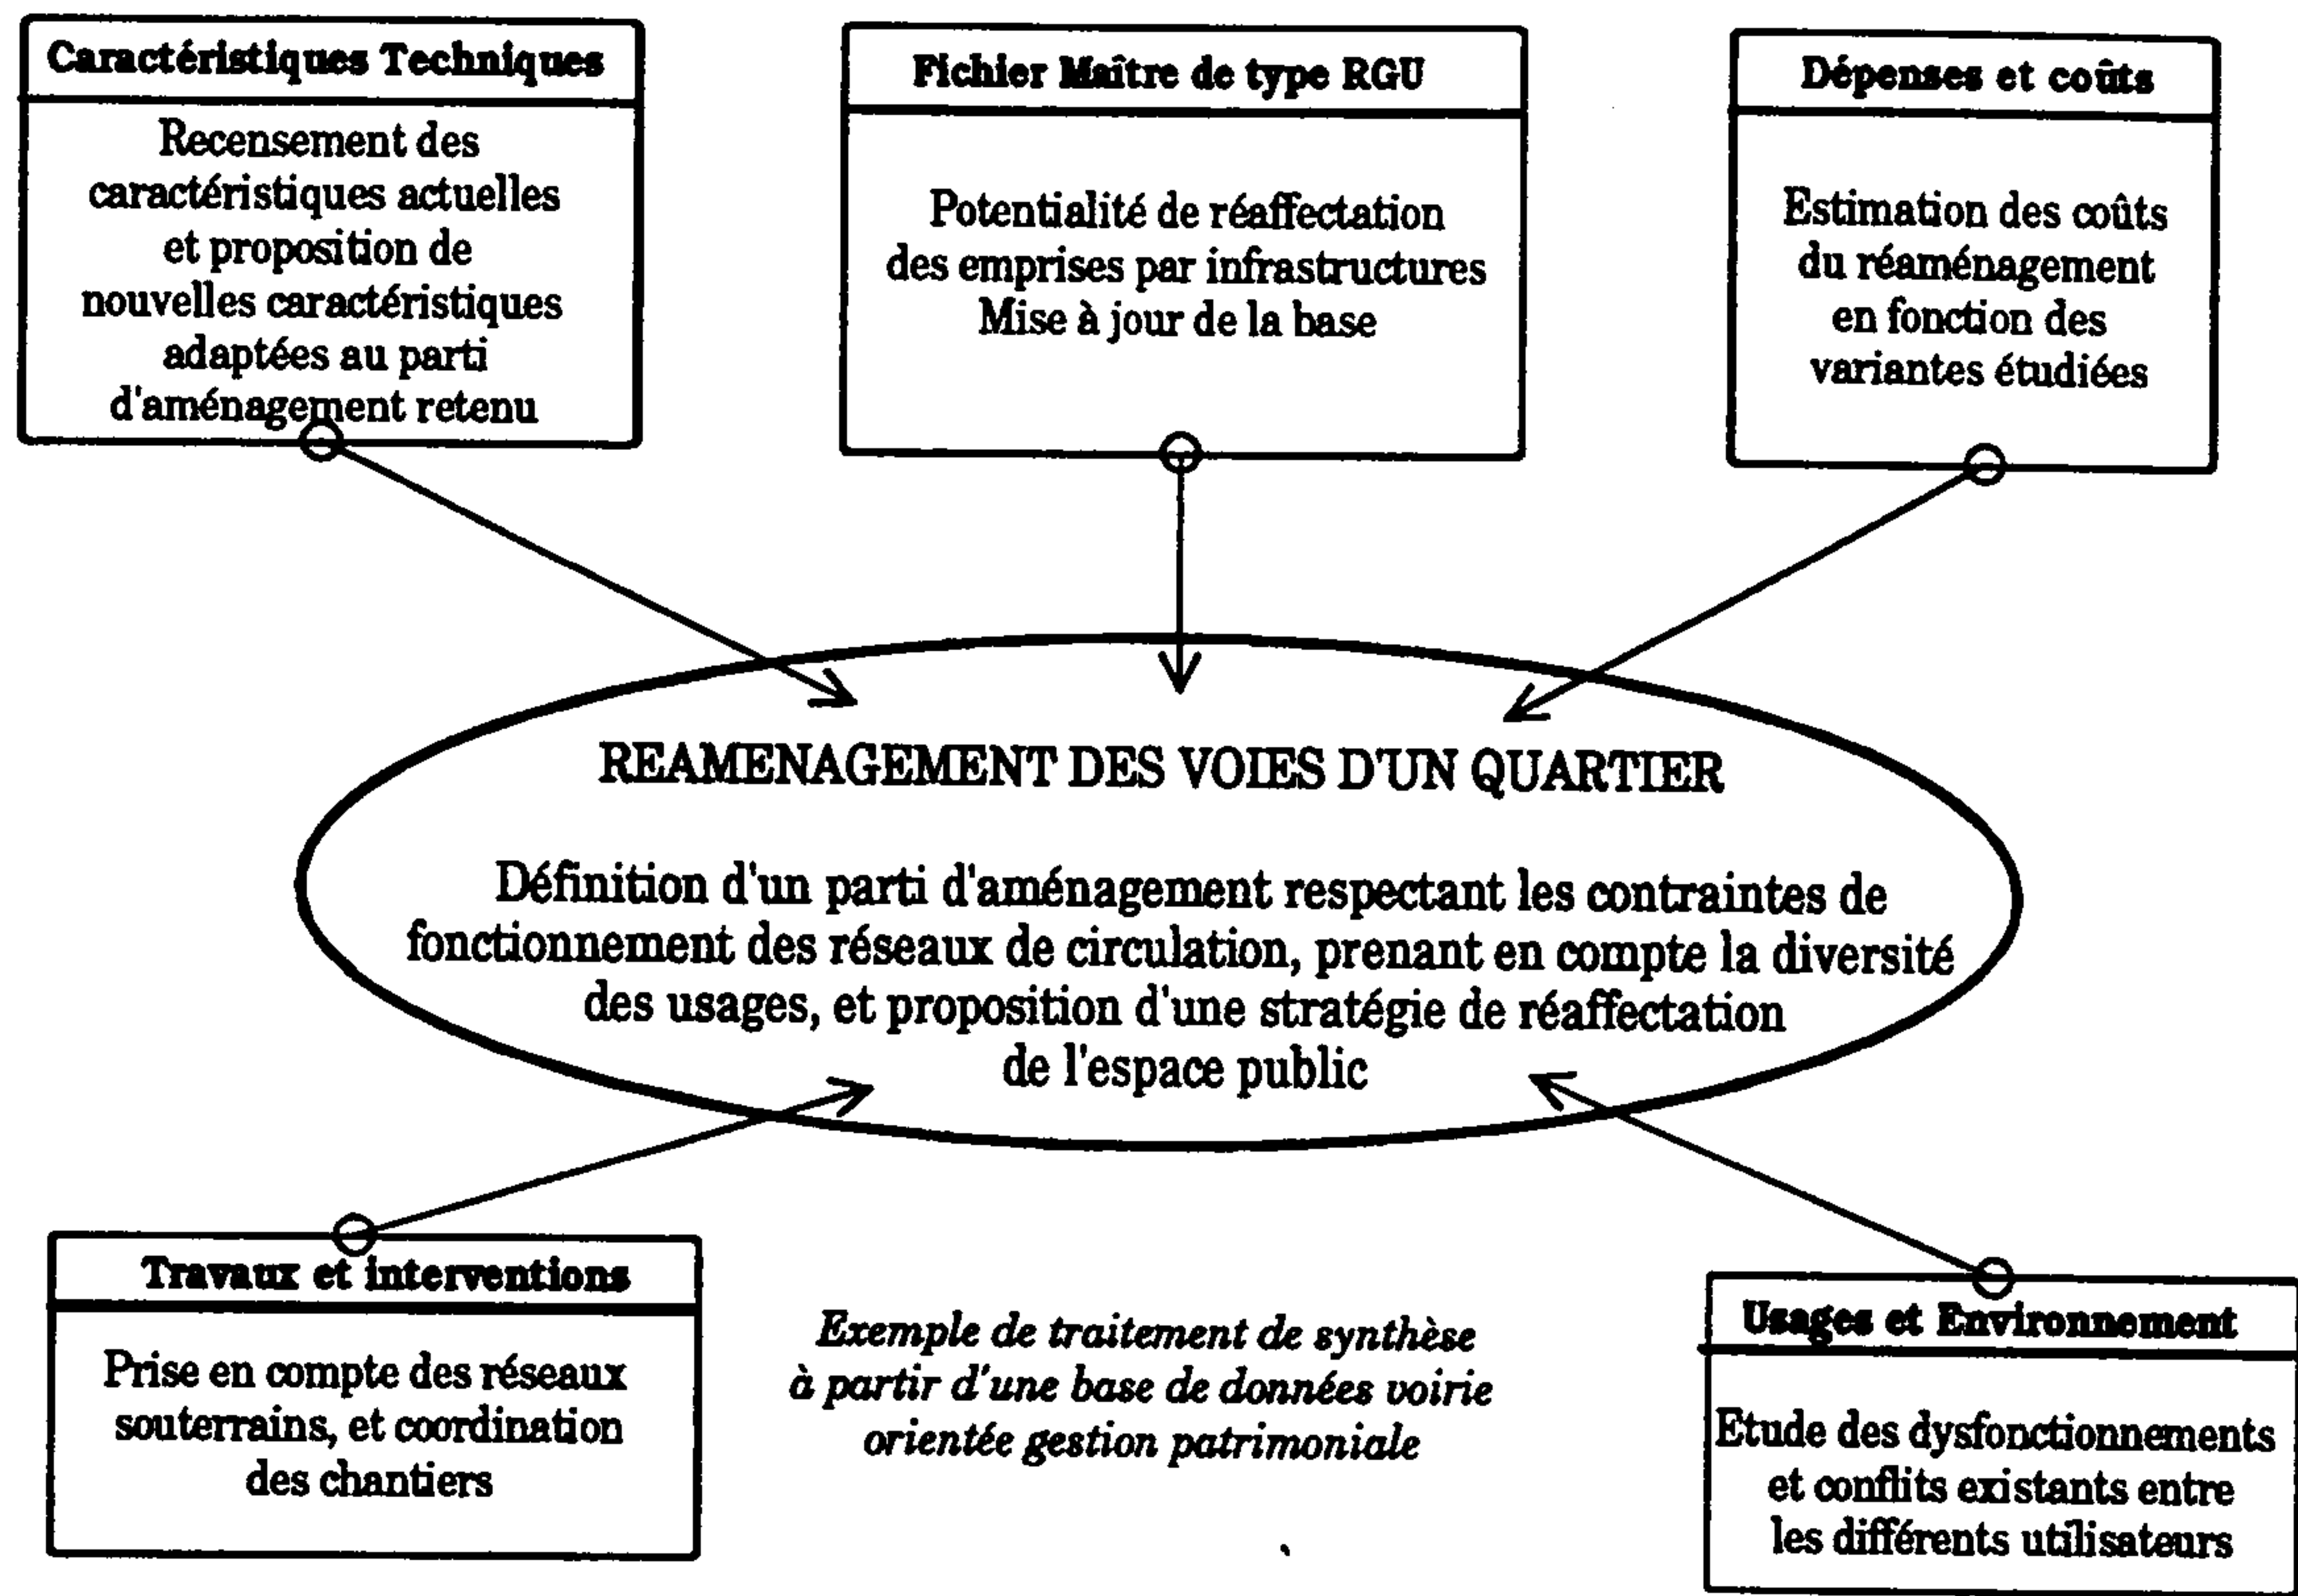 Caractéristiques Techniques
Recensement des
caractéristiques actuelles
et proposition de
nouvelles caractéristiques
adaptées au parti
d'aménagement retenu
Fichier Maître de type RGU
Potentialité de réaffectation
des emprises par infrastructures
Mise à jour de la base
Dépenses et coûts
Estimation des coûts
du réaménagement
en fonction des
variantes étudiées
REAMENAGEMENT DES VOIES D'UN QUARTIER
Définition d'un parti d'aménagement respectant les contraintes de
fonctionnement des réseaux de circulation, prenant en compte la diversité
des usages, et proposition d'une stratégie de réaffectation
de l'espace public
Travaux et interventions
Prise en compte des réseaux
souterrains, et coordination
des chantiers
Exemple de traitement de synthèse
à partir d'une base de données voirie
orientée gestion patrimoniale
Usages et Environnement
Etude des dysfonctionnements
et conflits existants entre
les différents utilisateurs